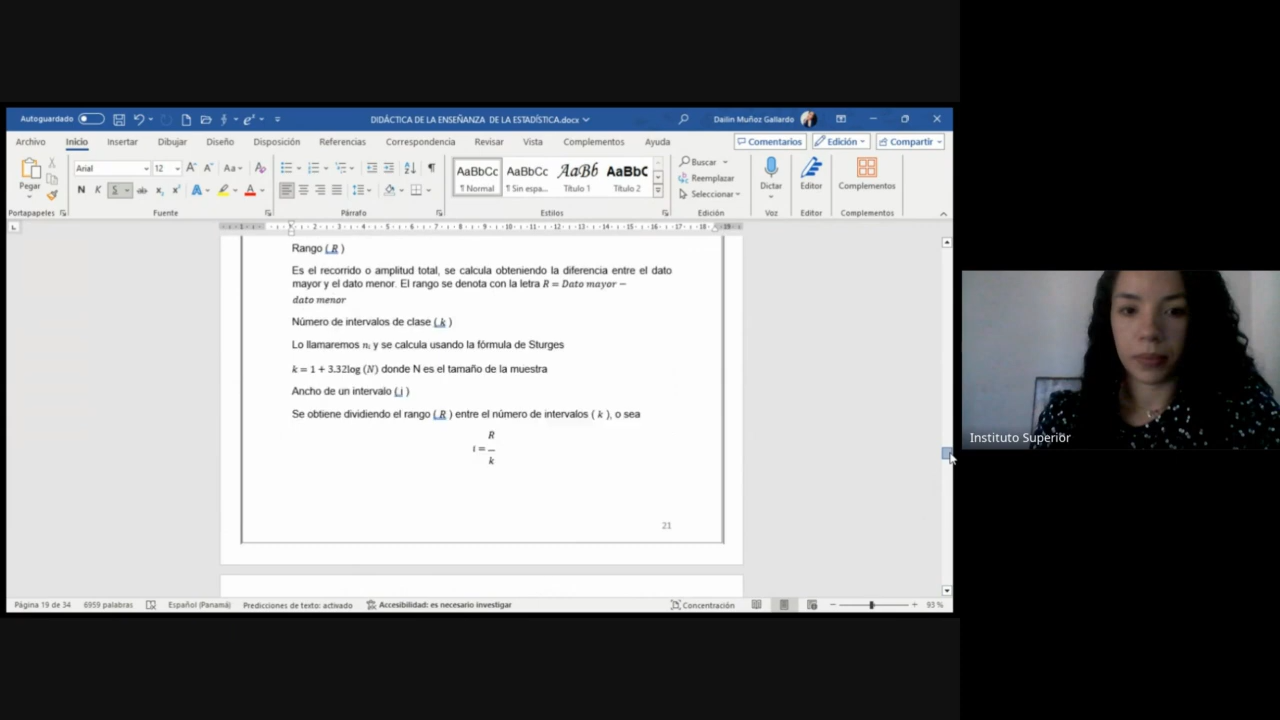 Autoguardado
DIDÁCTICA DE LA ENSEÑANZA DE LA ESTADÍSTICA.docx
Dailin Muñoz Gallardo
Archivo Inicio Insertar Dibujar Diseño Disposición Referencias Correspondencia Revisar Vista Complementos Ayuda
Comentarios Edición Compartir
Pegar
Arial 12
N K S ab x₂ x² A A
AaBbCc AaBbCc AaBb AaBbC
¶ Normal ¶ Sin espa... Título 1 Título 2
Buscar
Reemplazar
Seleccionar
Dictar Editor Complementos
Portapapeles Fuente Párrafo Estilos Edición Voz Editor Complementos
Rango ( R )
Es el recorrido o amplitud total, se calcula obteniendo la diferencia entre el dato
mayor y el dato menor. El rango se denota con la letra R = Dato mayor −
dato menor
Número de intervalos de clase ( k )
Lo llamaremos nᵢ y se calcula usando la fórmula de Sturges
k = 1 + 3.32log (N) donde N es el tamaño de la muestra
Ancho de un intervalo ( i )
Se obtiene dividiendo el rango ( R ) entre el número de intervalos ( k ), o sea
R
i = –
k
21
Página 19 de 34 6959 palabras Español (Panamá) Predicciones de texto: activado Accesibilidad: es necesario investigar Concentración 93 %
Instituto Superior